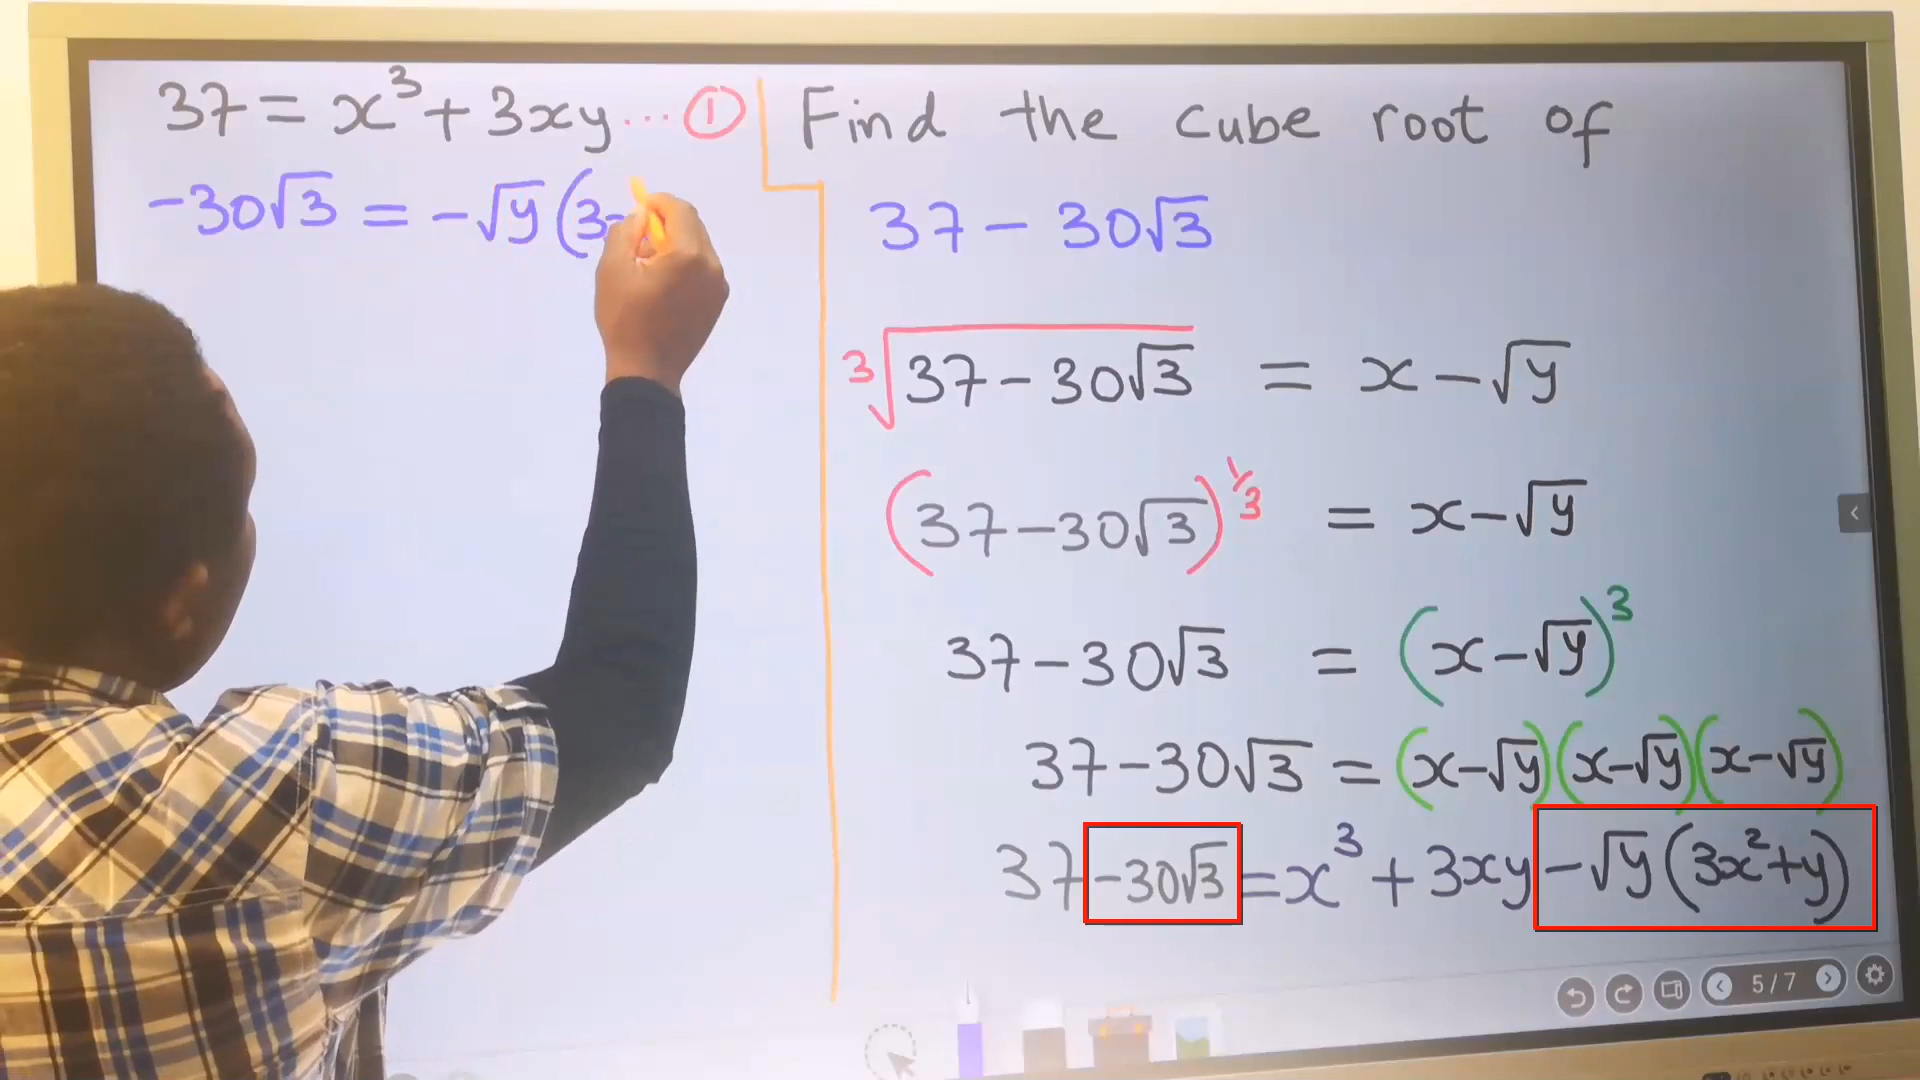 37 = x³ + 3xy ... ①
-30√3 = -√y (3
Find the cube root of
37 - 30√3
³√(37 - 30√3) = x - √y
(37 - 30√3)^⅓ = x - √y
37 - 30√3 = (x - √y)³
37 - 30√3 = (x - √y)(x - √y)(x - √y)
37 - 30√3 = x³ + 3xy - √y (3x² + y)
5/7